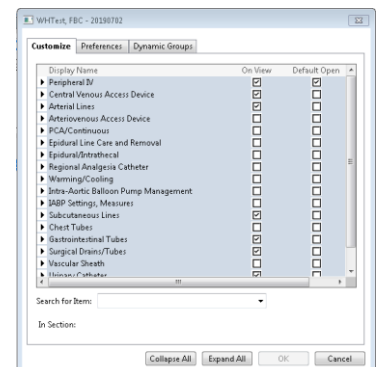 WHTest, FBC - 20190702
Customize Preferences Dynamic Groups
Display Name On View Default Open
Peripheral IV
Central Venous Access Device
Arterial Lines
Arteriovenous Access Device
PCA/Continuous
Epidural Line Care and Removal
Epidural/Intrathecal
Regional Analgesia Catheter
Warming/Cooling
Intra-Aortic Balloon Pump Management
IABP Settings, Measures
Subcutaneous Lines
Chest Tubes
Gastrointestinal Tubes
Surgical Drains/Tubes
Vascular Sheath
Urinary Catheter
Search for Item:
In Section:
Collapse All Expand All OK Cancel